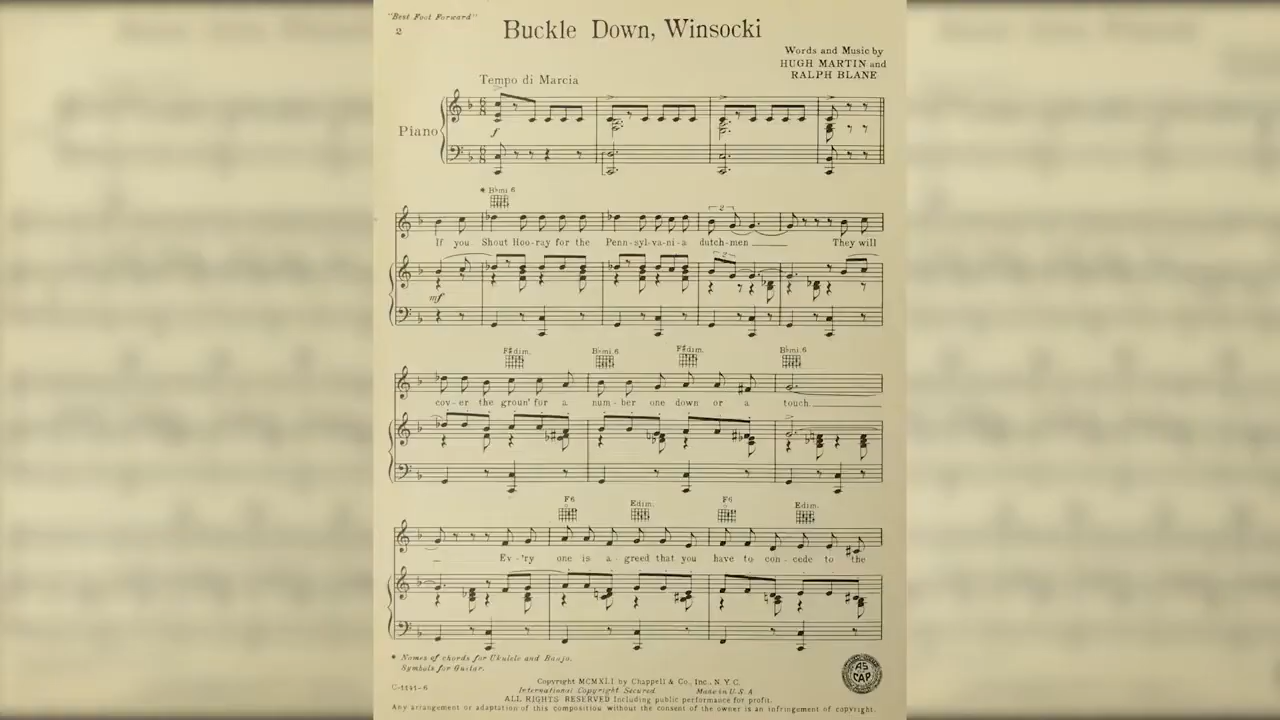 "Best Foot Forward"
2
Buckle Down, Winsocki
Words and Music by
HUGH MARTIN and
RALPH BLANE
Tempo di Marcia
Piano
f
* B♭mi.6
2
If you Shout Hoo-ray for the Penn-syl-va-ni-a dutch-men They will
2
mf
F♯dim. B♭mi.6 F♯dim. B♭mi.6
cov-er the groun' for a num-ber one down or a touch
F6 Edim. F6 Edim.
Ev-'ry one is a-greed that you have to con-cede to the
* Names of chords for Ukulele and Banjo.
Symbols for Guitar.
C-1191-6
Copyright MCMXLI by Chappell & Co., Inc., N.Y.C.
International Copyright Secured Made in U.S.A
ALL RIGHTS RESERVED Including public performance for profit.
Any arrangement or adaptation of this composition without the consent of the owner is an infringement of copyright.
AS
CAP